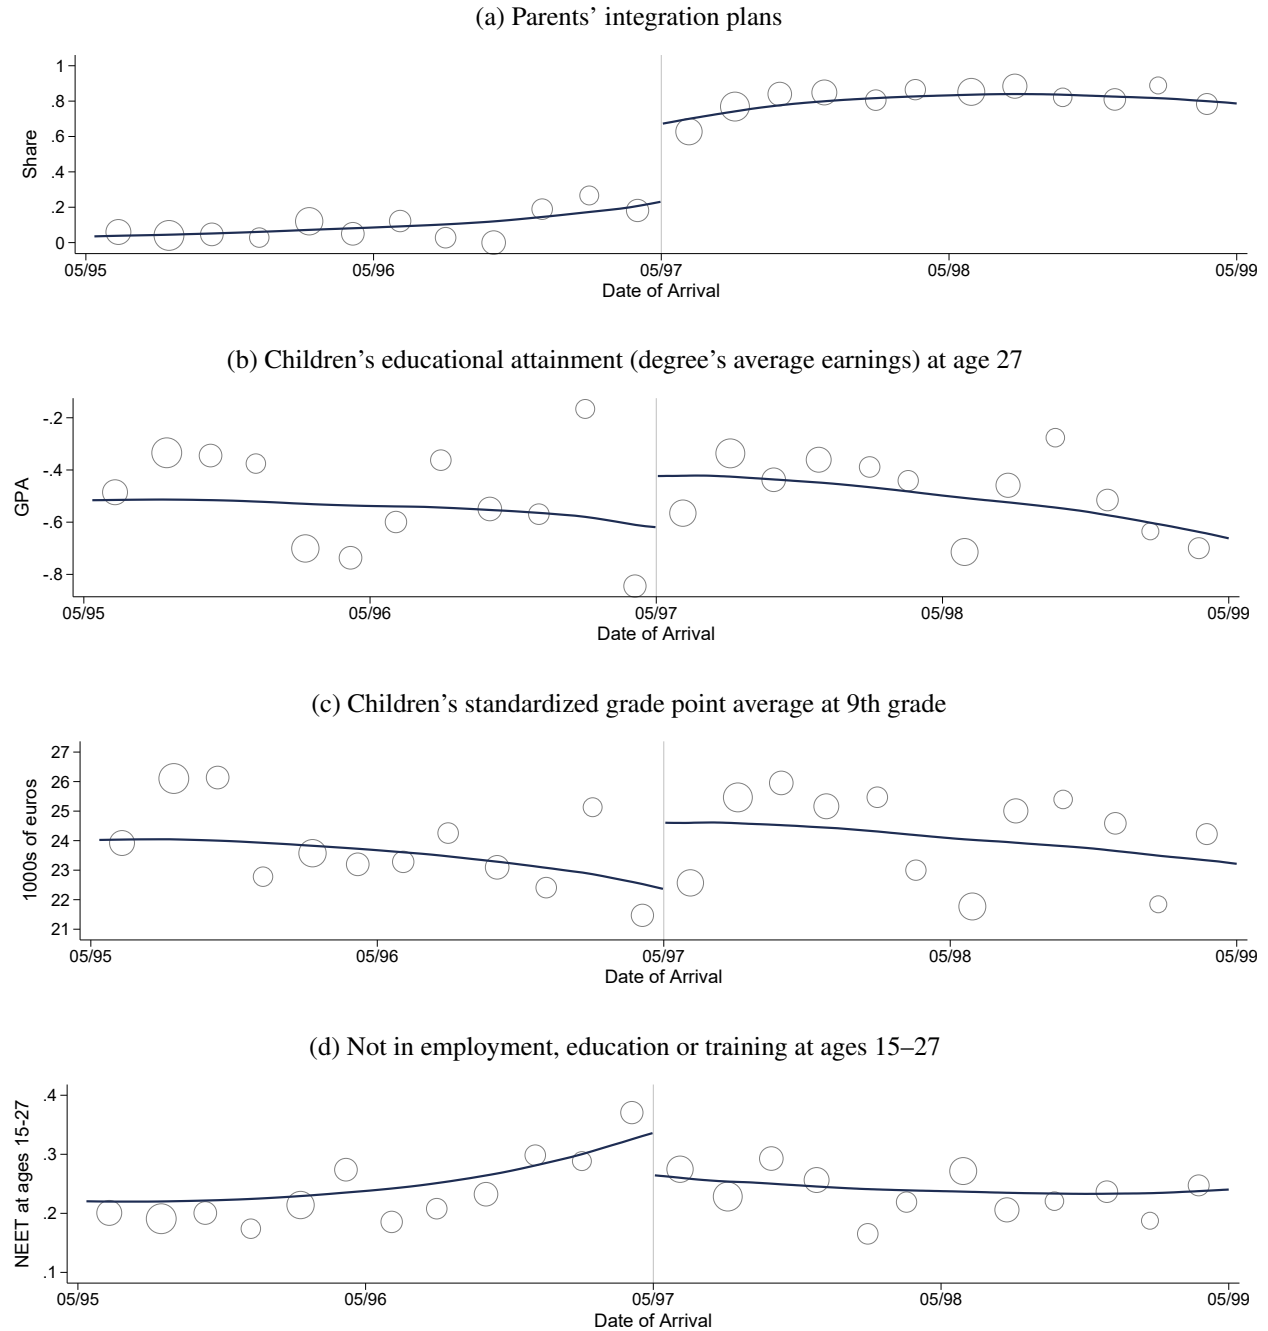 (a) Parents’ integration plans
1
.8
.6
.4
.2
0
Share
05/95 05/96 05/97 05/98 05/99
Date of Arrival
(b) Children’s educational attainment (degree’s average earnings) at age 27
-.2
-.4
-.6
-.8
GPA
05/95 05/96 05/97 05/98 05/99
Date of Arrival
(c) Children’s standardized grade point average at 9th grade
27
26
25
24
23
22
21
1000s of euros
05/95 05/96 05/97 05/98 05/99
Date of Arrival
(d) Not in employment, education or training at ages 15–27
.4
.3
.2
.1
NEET at ages 15-27
05/95 05/96 05/97 05/98 05/99
Date of Arrival